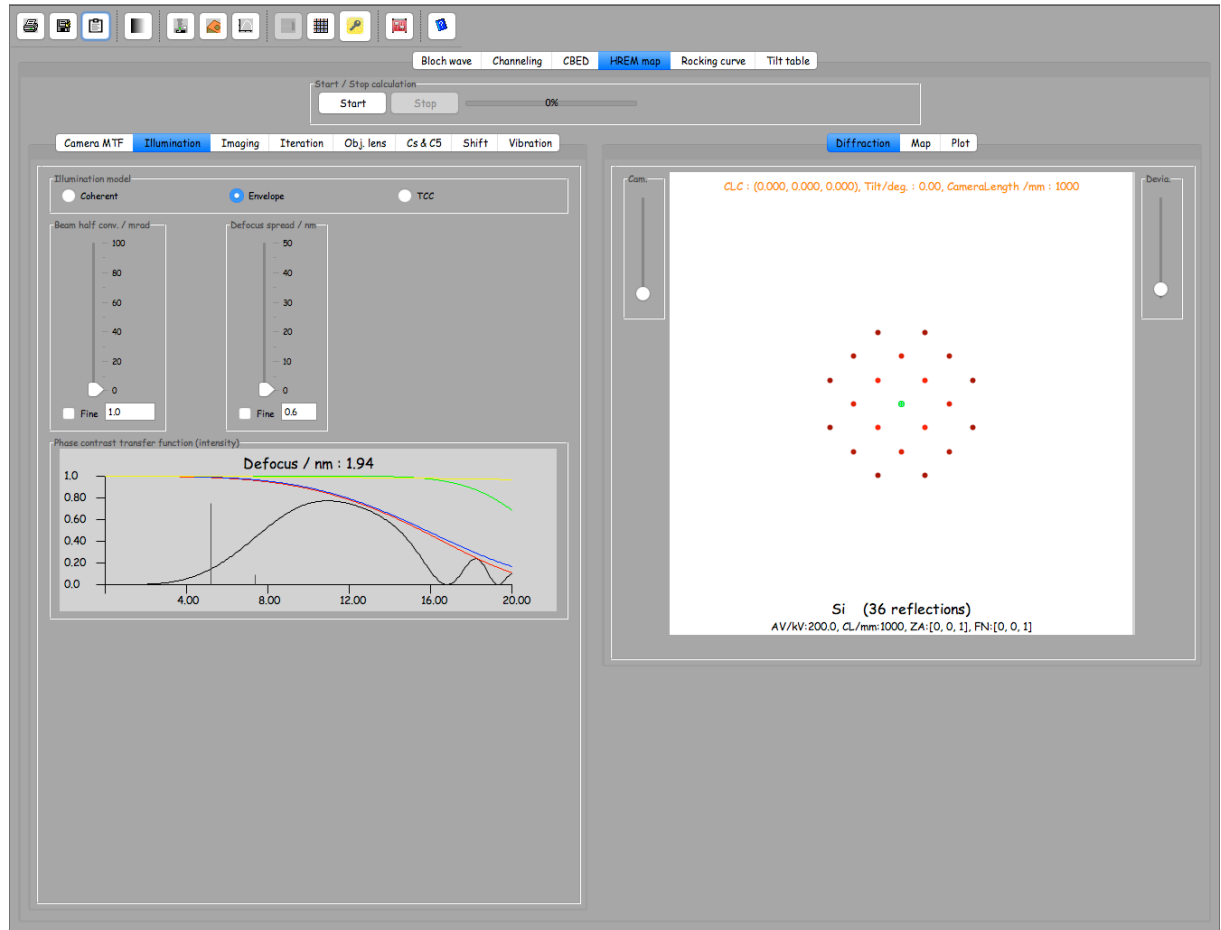 Bloch wave Channeling CBED HREM map Rocking curve Tilt table
Start / Stop calculation
Start Stop 0%
Camera MTF Illumination Imaging Iteration Obj. lens Cs & C5 Shift Vibration
Illumination model
Coherent Envelope TCC
Beam half conv. / mrad
100
80
60
40
20
0
Fine 1.0
Defocus spread / nm
50
40
30
20
10
0
Fine 0.6
Phase contrast transfer function (intensity)
Defocus / nm : 1.94
1.0
0.80
0.60
0.40
0.20
0.0
4.00 8.00 12.00 16.00 20.00
Diffraction Map Plot
Cam.
CLC : (0.000, 0.000, 0.000), Tilt/deg. : 0.00, CameraLength /mm : 1000
Devia.
Si (36 reflections)
AV/kV:200.0, CL/mm:1000, ZA:[0, 0, 1], FN:[0, 0, 1]